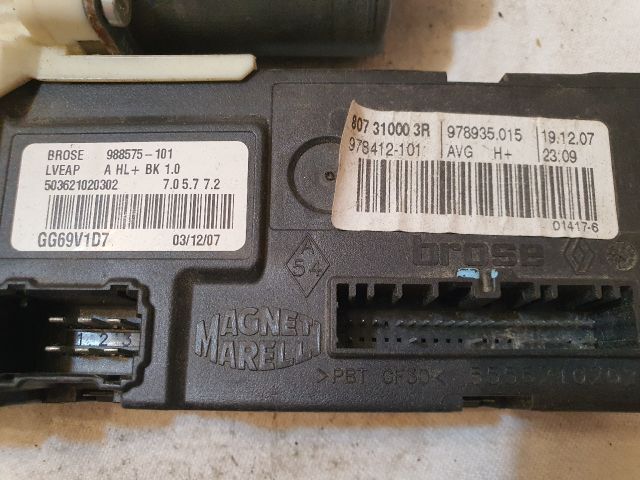 BROSE 988575-101
LVEAP A HL+ BK 1.0
503621020302 7.0 5.7 7.2
GG69V1D7 03/12/07
807 31000 3R
978412-101
978935.015
AVG H+
19.12.07
23:09
01417-6
A
54
brose
MAGNETI
MARELLI
1 2 3
>PBT GF30<